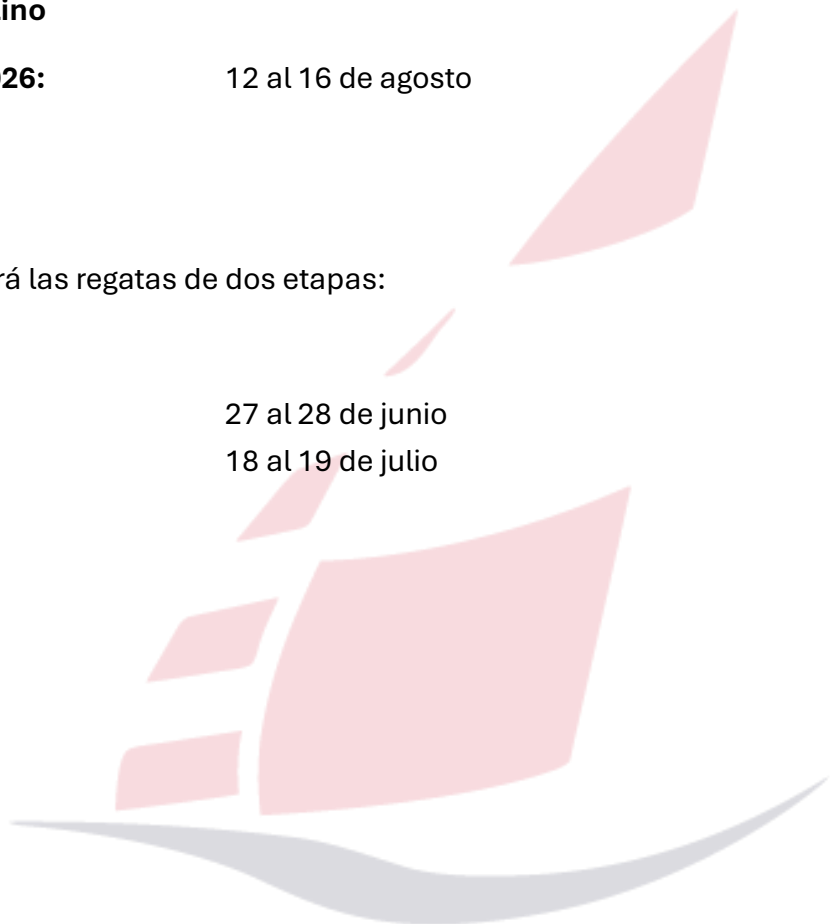 ino
26: 12 al 16 de agosto
rá las regatas de dos etapas:
27 al 28 de junio
18 al 19 de julio